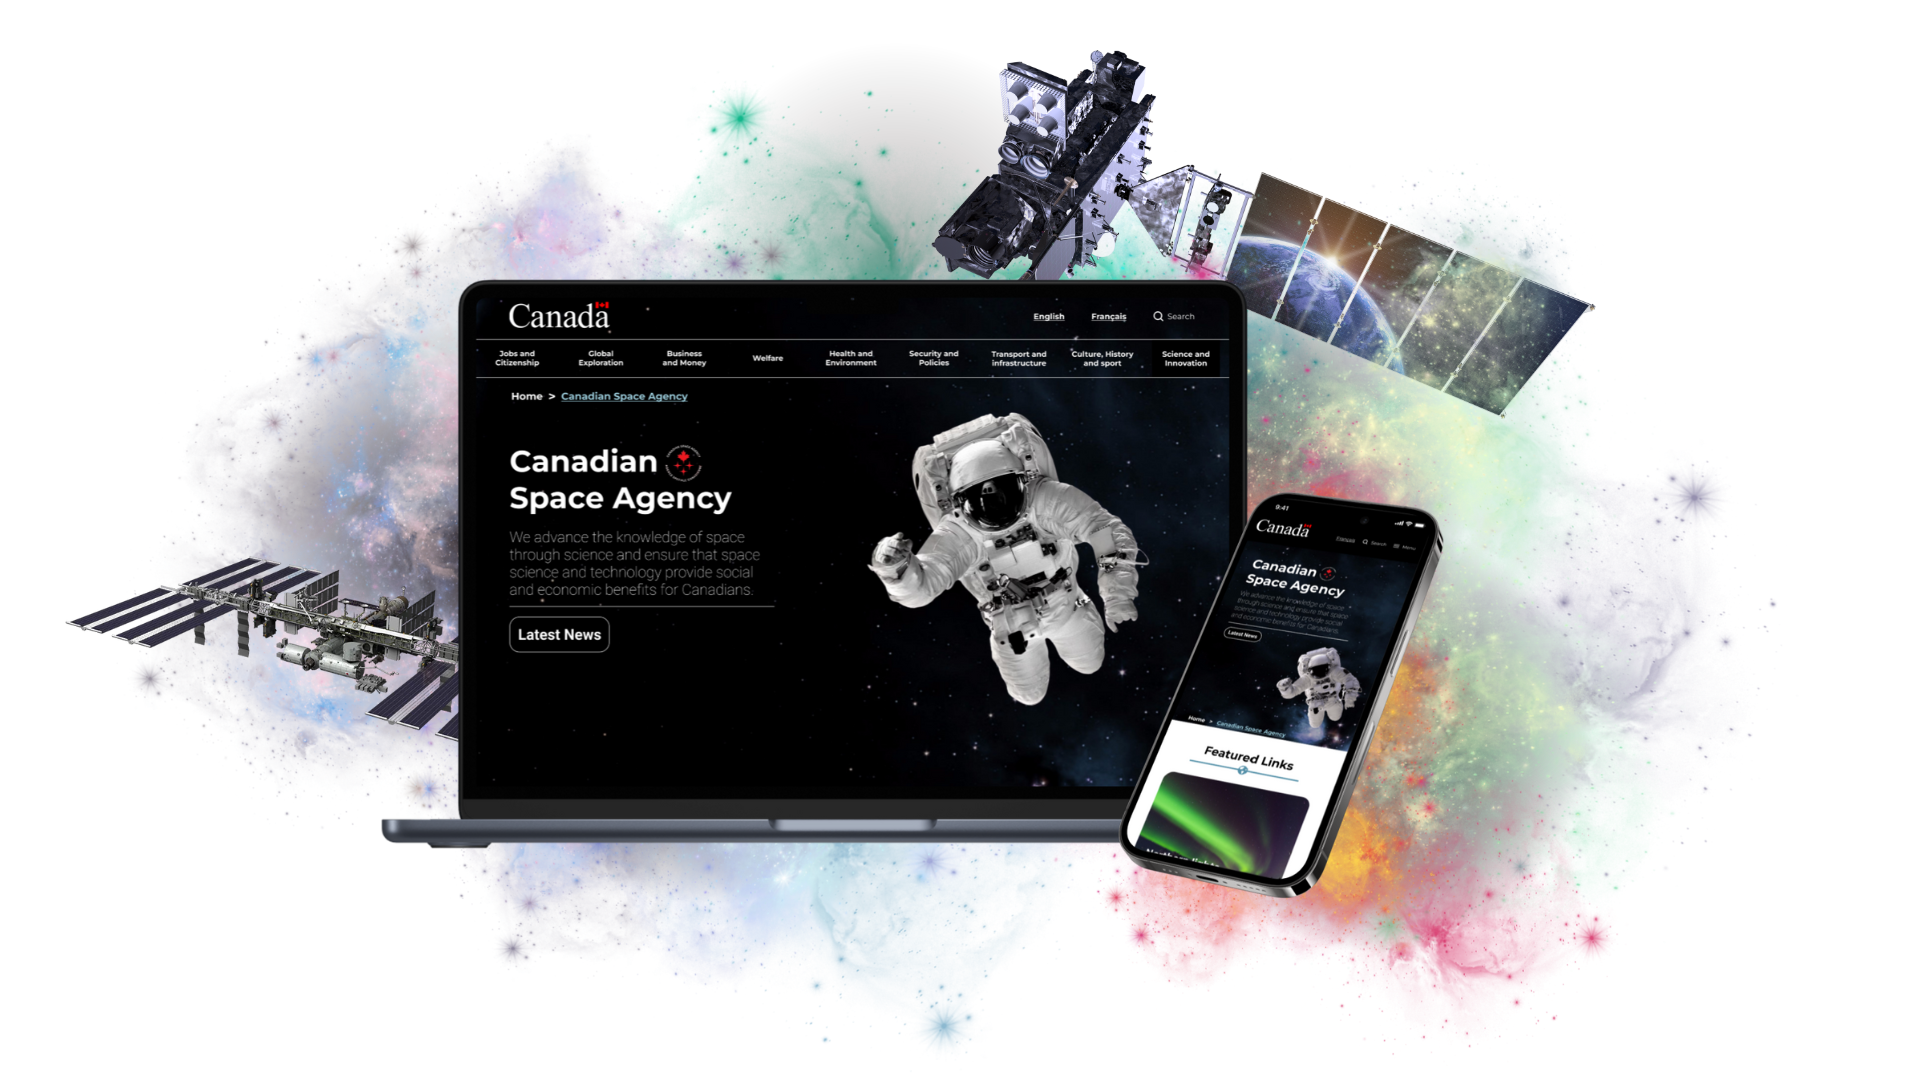 Canada
English Français Search
Jobs and
Citizenship
Global
Exploration
Business
and Money
Welfare
Health and
Environment
Security and
Policies
Transport and
infrastructure
Culture, History
and sport
Science and
Innovation
Home > Canadian Space Agency
Canadian
Space Agency
We advance the knowledge of space
through science and ensure that space
science and technology provide social
and economic benefits for Canadians.
Latest News
9:41
Canada
Français Search Menu
Canadian
Space Agency
We advance the knowledge of space
through science and ensure that space
science and technology provide social
and economic benefits for Canadians.
Latest News
Home > Canadian Space Agency
Featured Links
Northern lights